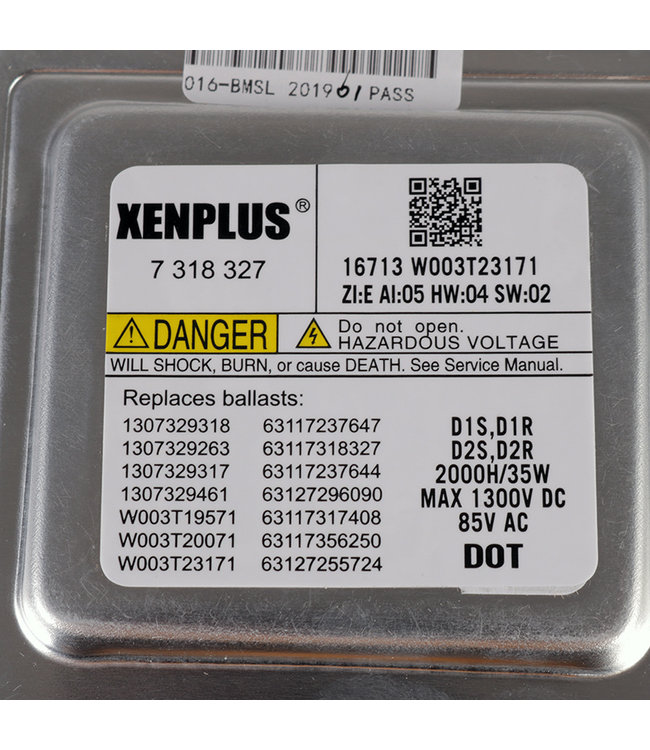 016-BMSL 201901/PASS
XENPLUS®
7 318 327
16713 W003T23171
ZI:E AI:05 HW:04 SW:02
DANGER
Do not open.
HAZARDOUS VOLTAGE
WILL SHOCK, BURN, or cause DEATH. See Service Manual.
Replaces ballasts:
1307329318 63117237647
1307329263 63117318327
1307329317 63117237644
1307329461 63127296090
W003T19571 63117317408
W003T20071 63117356250
W003T23171 63127255724
D1S,D1R
D2S,D2R
2000H/35W
MAX 1300V DC
85V AC
DOT